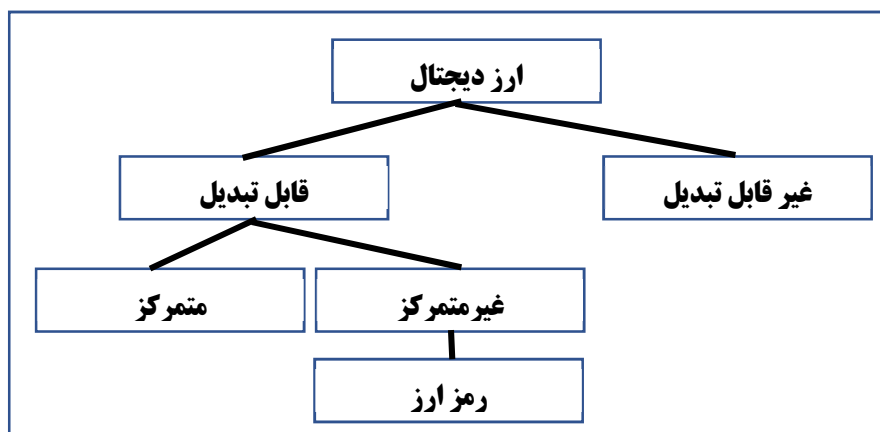 ارز دیجتال
قابل تبدیل
غیر قابل تبدیل
متمرکز
غیرمتمرکز
رمز ارز